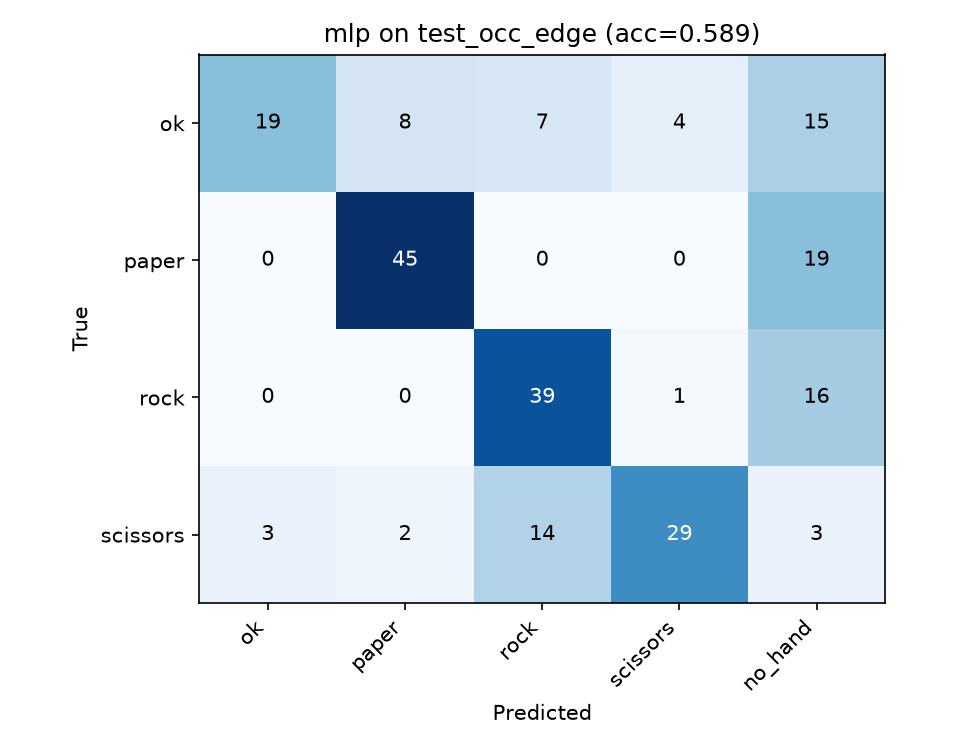 mlp on test_occ_edge (acc=0.589)
ok 19 8 7 4 15
paper 0 45 0 0 19
rock 0 0 39 1 16
scissors 3 2 14 29 3
True
ok paper rock scissors no_hand
Predicted